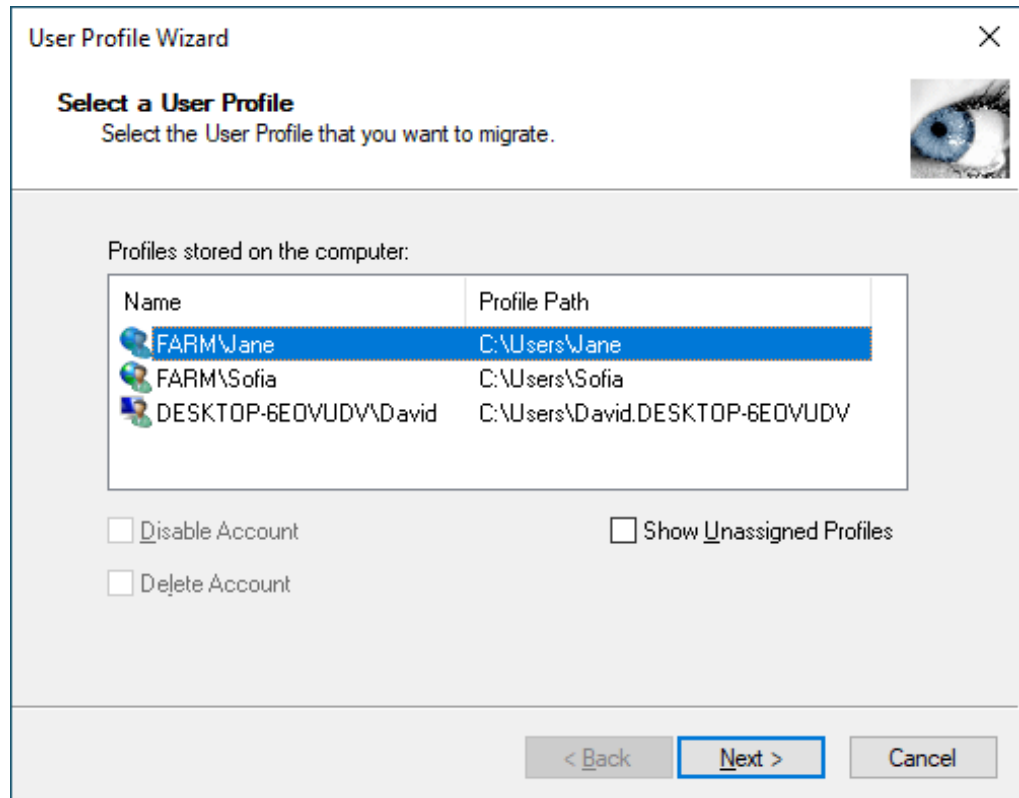 User Profile Wizard
Select a User Profile
Select the User Profile that you want to migrate.
Profiles stored on the computer:
Name Profile Path
FARM\Jane C:\Users\Jane
FARM\Sofia C:\Users\Sofia
DESKTOP-6EOVUDV\David C:\Users\David.DESKTOP-6EOVUDV
Disable Account Show Unassigned Profiles
Delete Account
< Back Next > Cancel